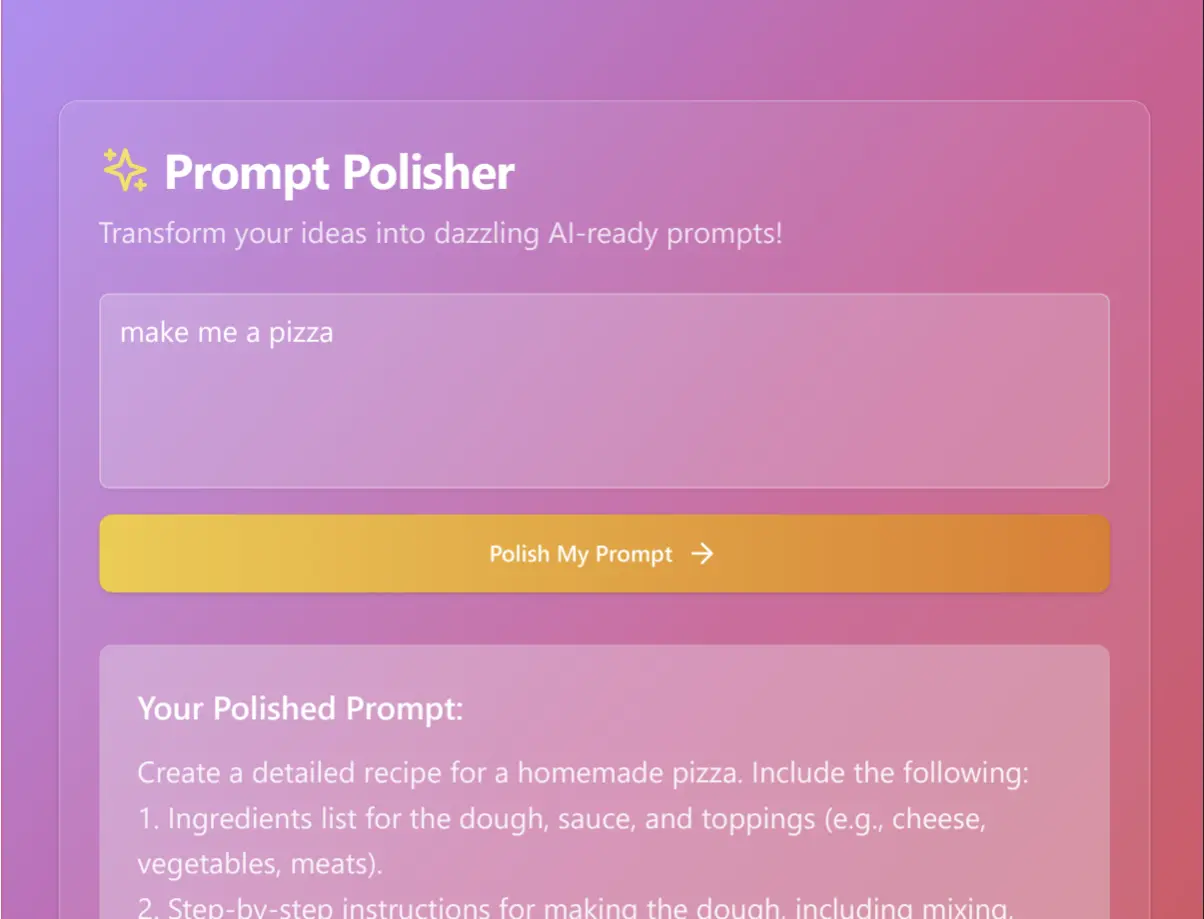 Prompt Polisher
Transform your ideas into dazzling AI-ready prompts!
make me a pizza
Polish My Prompt
Your Polished Prompt:
Create a detailed recipe for a homemade pizza. Include the following:
1. Ingredients list for the dough, sauce, and toppings (e.g., cheese,
vegetables, meats).
2. Step-by-step instructions for making the dough, including mixing,